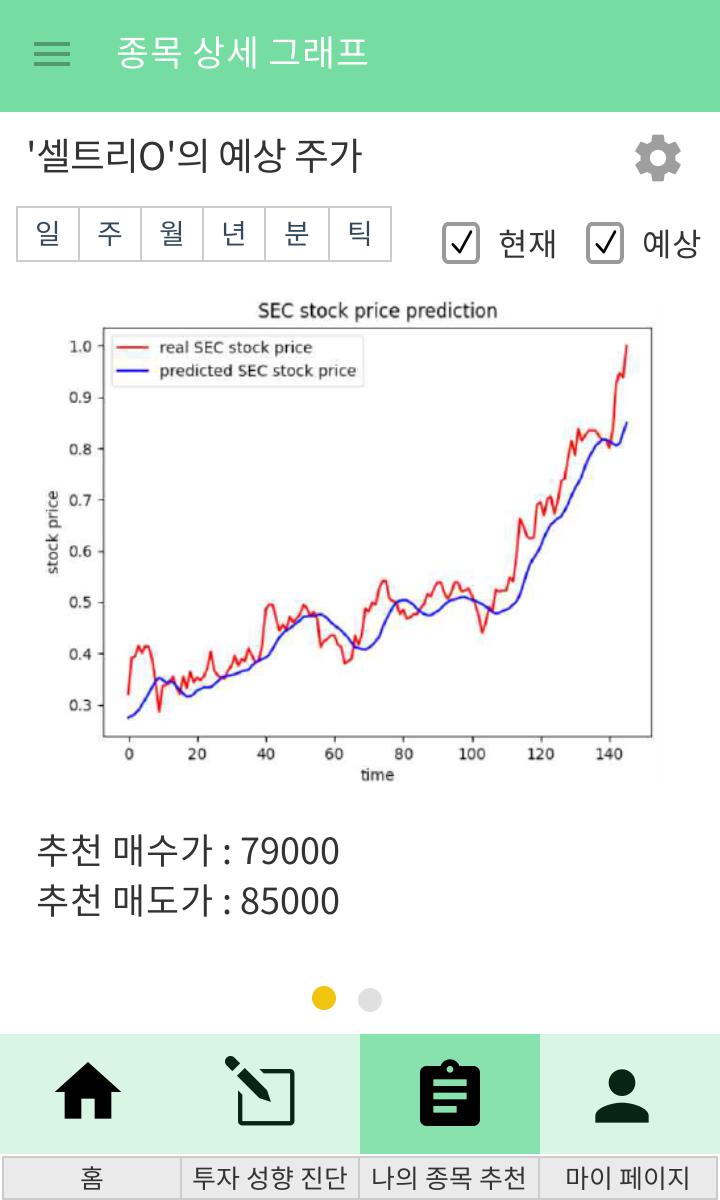 종목 상세 그래프
'셀트리O'의 예상 주가
일 주 월 년 분 틱
현재 예상
SEC stock price prediction
real SEC stock price
predicted SEC stock price
1.0
0.9
0.8
0.7
0.6
0.5
0.4
0.3
stock price
0 20 40 60 80 100 120 140
time
추천 매수가 : 79000
추천 매도가 : 85000
홈 투자 성향 진단 나의 종목 추천 마이 페이지